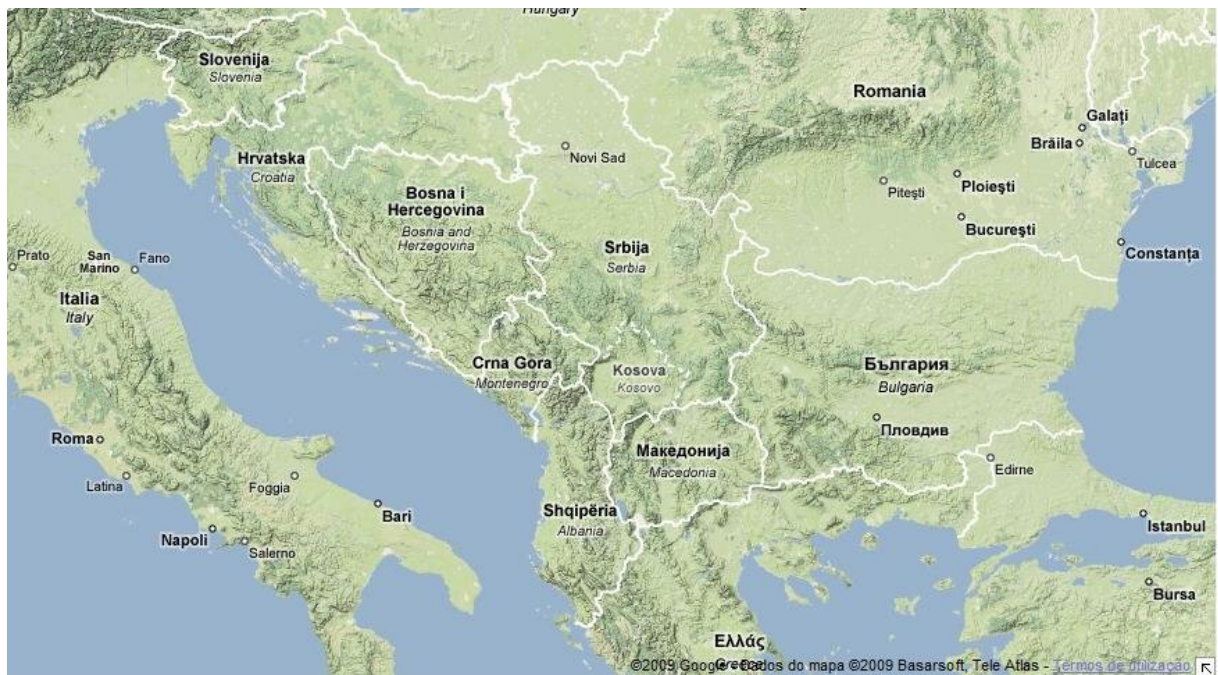 Hungary
Slovenija
Slovenia
Romania
Galați
Brăila
Tulcea
Hrvatska
Croatia
Novi Sad
Pitești
Ploiești
Bosna i
Hercegovina
Bosnia and
Herzegovina
București
Srbija
Serbia
Constanța
Prato
San
Marino
Fano
Italia
Italy
Crna Gora
Montenegro
Kosova
Kosovo
България
Bulgaria
Пловдив
Roma
Македонија
Macedonia
Edirne
Latina
Foggia
Bari
Shqipëria
Albania
Napoli
Salerno
Istanbul
Bursa
Ελλάς
Greece
©2009 Google - Dados do mapa ©2009 Basarsoft, Tele Atlas - Termos de utilização